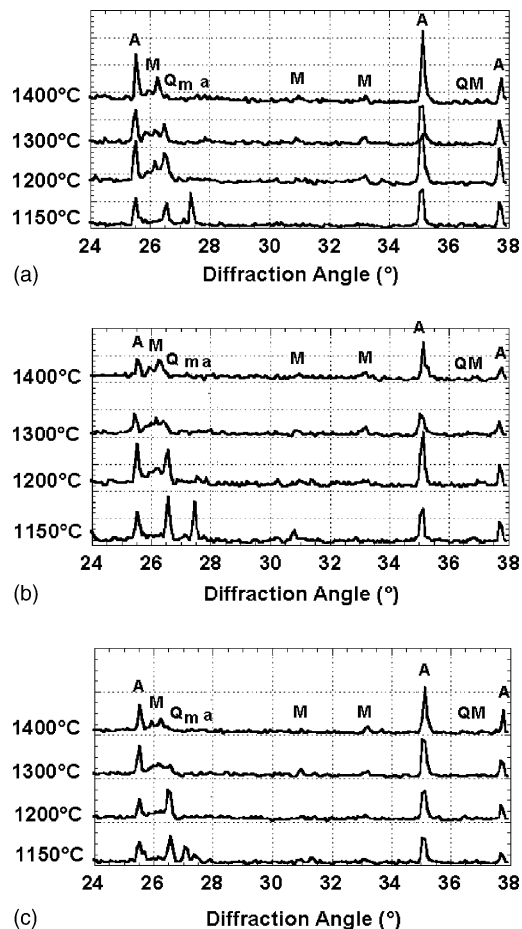 A
A
M
Q m a
M
M
QM
A
1400°C
1300°C
1200°C
1150°C
24 26 28 30 32 34 36 38
(a) Diffraction Angle (°)
A
A
M
Q m a
M
M
QM
A
1400°C
1300°C
1200°C
1150°C
24 26 28 30 32 34 36 38
(b) Diffraction Angle (°)
A
A
M
Q m a
M
M
QM
A
1400°C
1300°C
1200°C
1150°C
24 26 28 30 32 34 36 38
(c) Diffraction Angle (°)